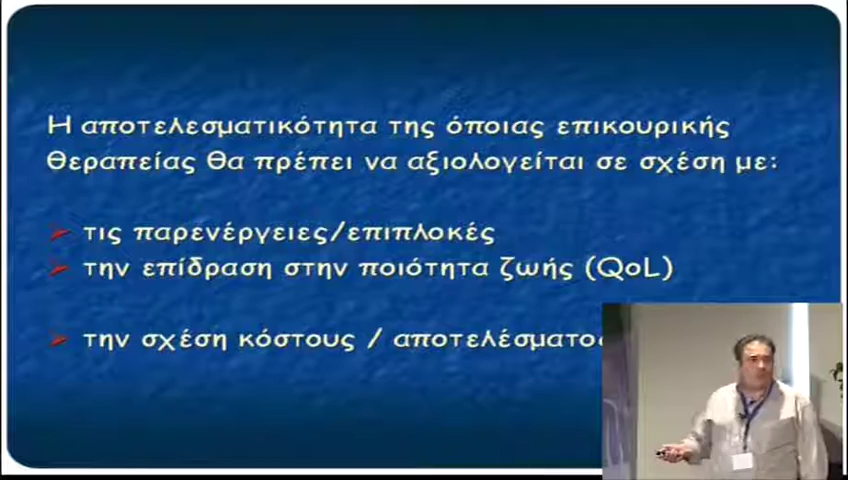 Η αποτελεσματικότητα της όποιας επικουρικής
θεραπείας θα πρέπει να αξιολογείται σε σχέση με:
τις παρενέργειες/επιπλοκές
την επίδραση στην ποιότητα ζωής (QoL)
την σχέση κόστους / αποτελέσματος